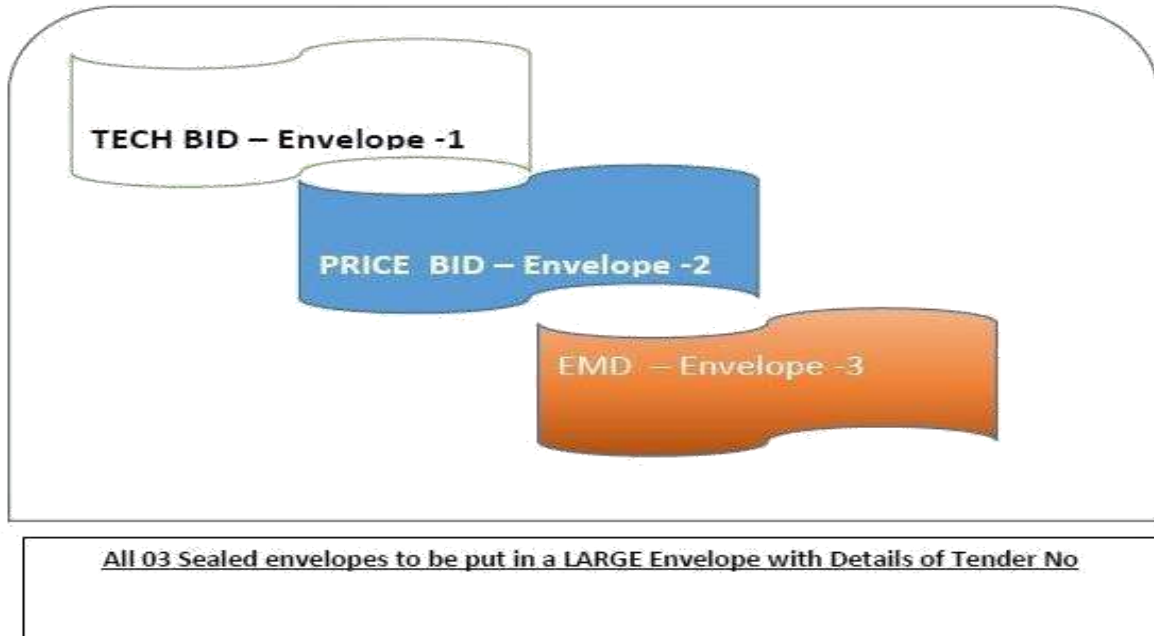 TECH BID – Envelope -1
PRICE BID – Envelope -2
EMD – Envelope -3
All 03 Sealed envelopes to be put in a LARGE Envelope with Details of Tender No